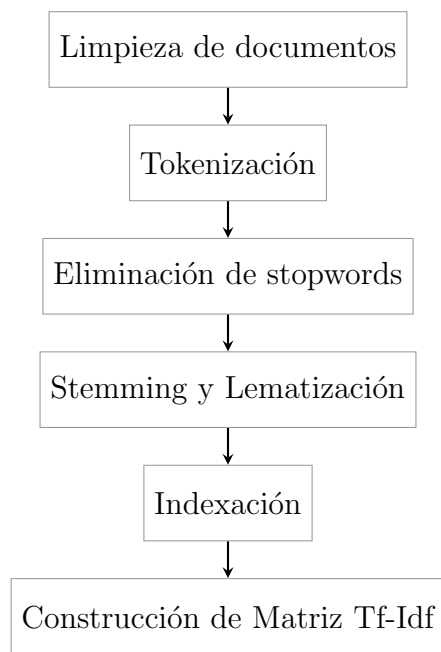 Limpieza de documentos
Tokenización
Eliminación de stopwords
Stemming y Lematización
Indexación
Construcción de Matriz Tf-Idf